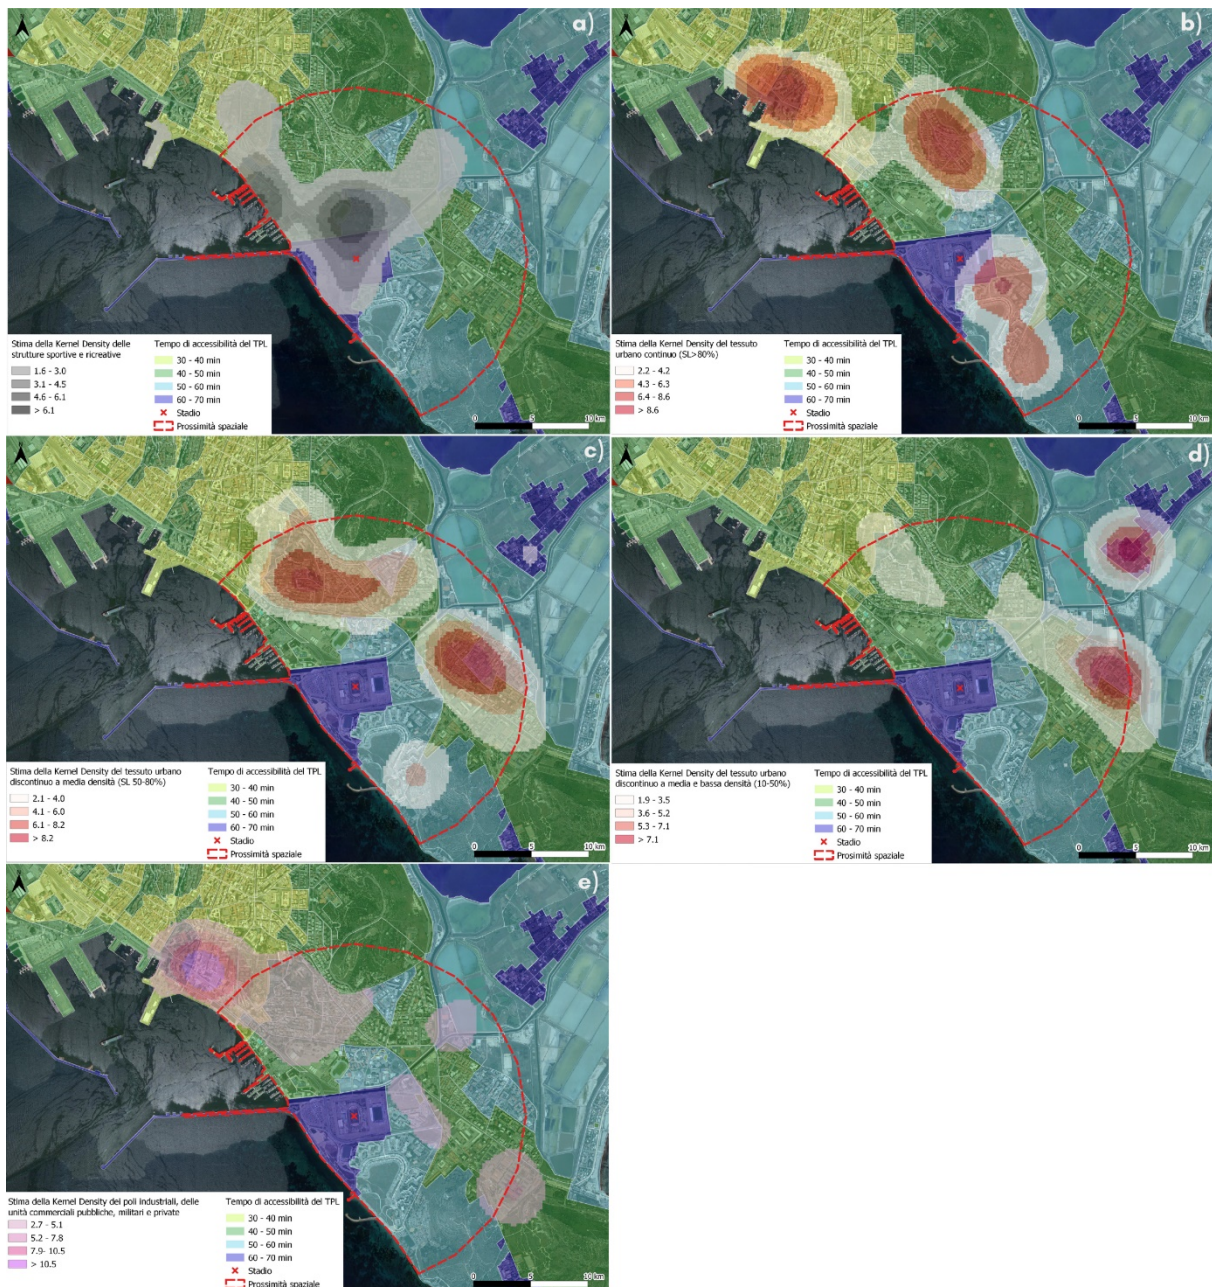 a)
Stima della Kernel Density delle
strutture sportive e ricreative
1.6 - 3.0
3.1 - 4.5
4.6 - 6.1
> 6.1
Tempo di accessibilità del TPL
30 - 40 min
40 - 50 min
50 - 60 min
60 - 70 min
Stadio
Prossimità spaziale
0 5 10 km
b)
Stima della Kernel Density del tessuto
urbano continuo (SL>80%)
2.2 - 4.2
4.3 - 6.3
6.4 - 8.6
> 8.6
Tempo di accessibilità del TPL
30 - 40 min
40 - 50 min
50 - 60 min
60 - 70 min
Stadio
Prossimità spaziale
0 5 10 km
c)
Stima della Kernel Density del tessuto urbano
discontinuo a media densità (SL 50-80%)
2.1 - 4.0
4.1 - 6.0
6.1 - 8.2
> 8.2
Tempo di accessibilità del TPL
30 - 40 min
40 - 50 min
50 - 60 min
60 - 70 min
Stadio
Prossimità spaziale
0 5 10 km
d)
Stima della Kernel Density del tessuto urbano
discontinuo a media e bassa densità (10-50%)
1.9 - 3.5
3.6 - 5.2
5.3 - 7.1
> 7.1
Tempo di accessibilità del TPL
30 - 40 min
40 - 50 min
50 - 60 min
60 - 70 min
Stadio
Prossimità spaziale
0 5 10 km
e)
Stima della Kernel Density dei poli industriali, delle
unità commerciali pubbliche, militari e private
2.7 - 5.1
5.2 - 7.8
7.9- 10.5
> 10.5
Tempo di accessibilità del TPL
30 - 40 min
40 - 50 min
50 - 60 min
60 - 70 min
Stadio
Prossimità spaziale
0 5 10 km